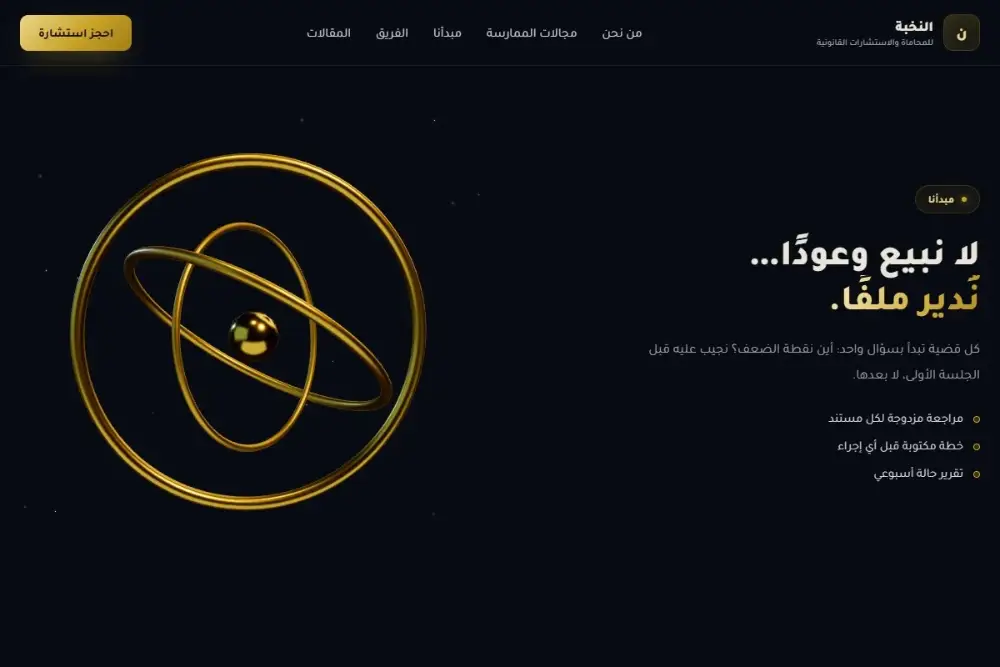 ن
النخبة
للمحاماة والاستشارات القانونية
من نحن
مجالات الممارسة
مبدأنا
الفريق
المقالات
احجز استشارة
مبدأنا
لا نبيع وعودًا...
نُدير ملفًا.
كل قضية تبدأ بسؤال واحد: أين نقطة الضعف؟ نجيب عليه قبل
الجلسة الأولى، لا بعدها.
مراجعة مزدوجة لكل مستند
خطة مكتوبة قبل أي إجراء
تقرير حالة أسبوعي